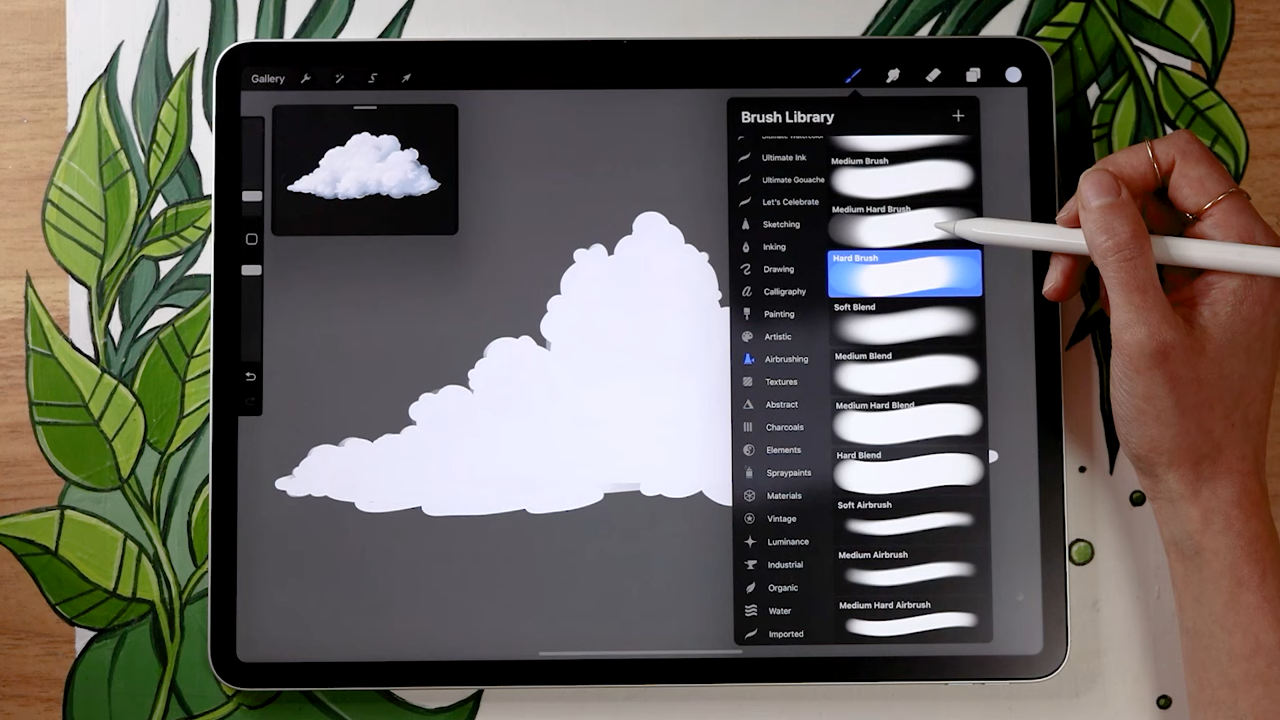 Gallery
Brush Library
Ultimate Watercolor
Ultimate Ink
Ultimate Gouache
Let's Celebrate
Sketching
Inking
Drawing
Calligraphy
Painting
Artistic
Airbrushing
Textures
Abstract
Charcoals
Elements
Spraypaints
Materials
Vintage
Luminance
Industrial
Organic
Water
Imported
Medium Brush
Medium Hard Brush
Hard Brush
Soft Blend
Medium Blend
Medium Hard Blend
Hard Blend
Soft Airbrush
Medium Airbrush
Medium Hard Airbrush